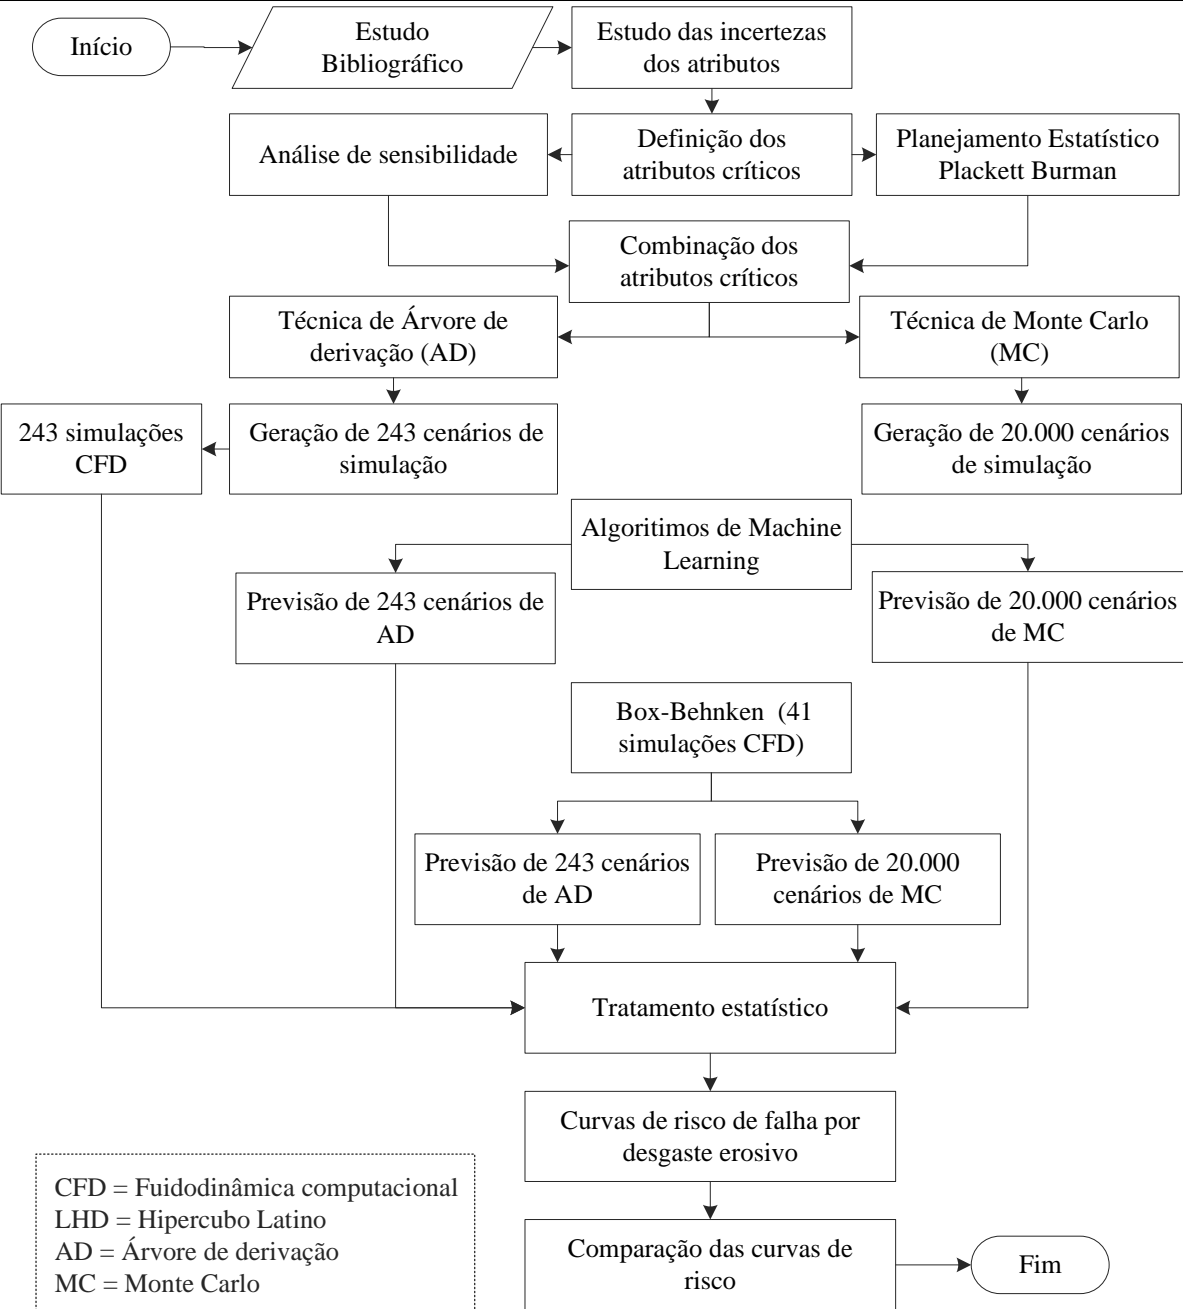 Início
Estudo
Bibliográfico
Estudo das incertezas
dos atributos
Análise de sensibilidade
Definição dos
atributos críticos
Planejamento Estatístico
Plackett Burman
Combinação dos
atributos críticos
Técnica de Árvore de
derivação (AD)
Técnica de Monte Carlo
(MC)
243 simulações
CFD
Geração de 243 cenários de
simulação
Geração de 20.000 cenários
de simulação
Algoritimos de Machine
Learning
Previsão de 243 cenários de
AD
Previsão de 20.000 cenários
de MC
Box-Behnken (41
simulações CFD)
Previsão de 243 cenários
de AD
Previsão de 20.000
cenários de MC
Tratamento estatístico
Curvas de risco de falha por
desgaste erosivo
Comparação das curvas de
risco
Fim
CFD = Fuidodinâmica computacional
LHD = Hipercubo Latino
AD = Árvore de derivação
MC = Monte Carlo